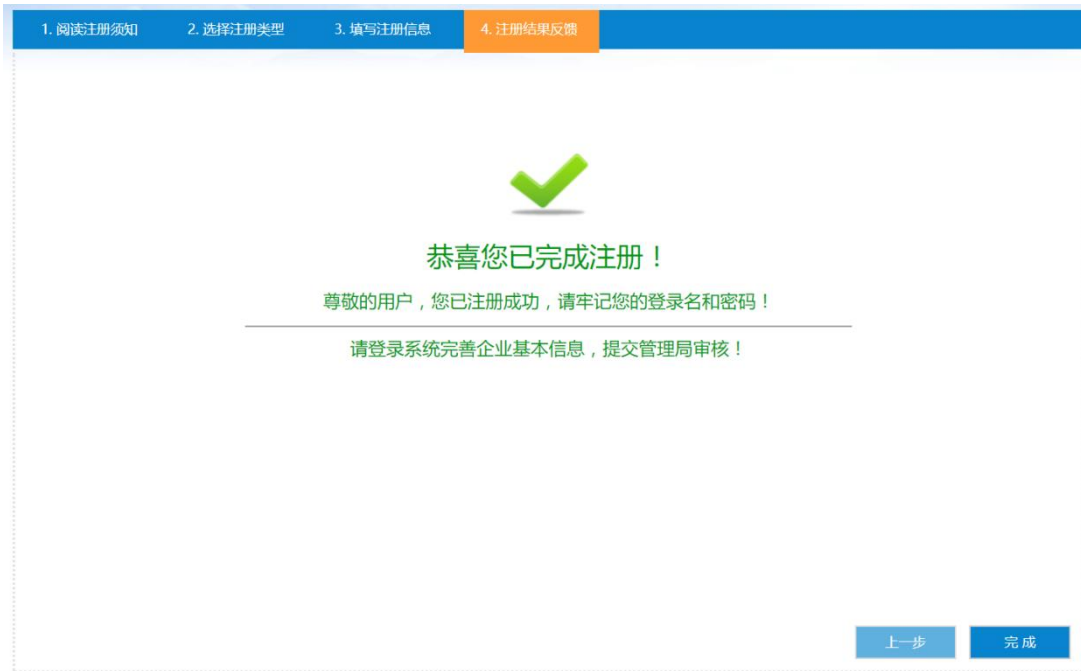 1. 阅读注册须知 2. 选择注册类型 3. 填写注册信息 4. 注册结果反馈
恭喜您已完成注册！
尊敬的用户，您已注册成功，请牢记您的登录名和密码！
请登录系统完善企业基本信息，提交管理局审核！
上一步 完成